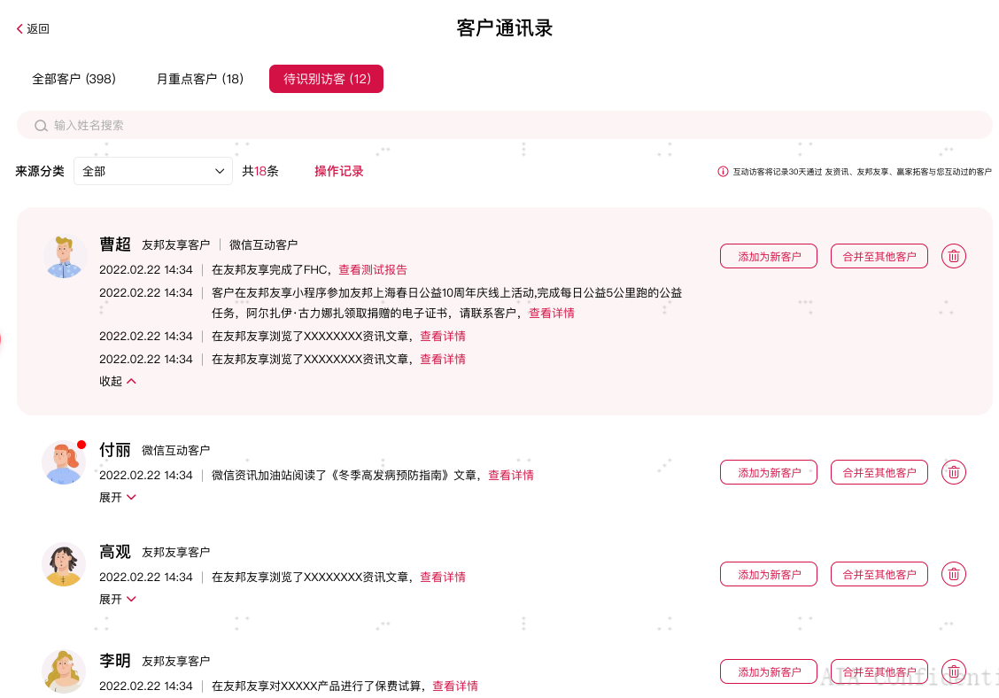 返回
客户通讯录
全部客户 (398)
月重点客户 (18)
待识别访客 (12)
输入姓名搜索
来源分类
全部
共18条
操作记录
互动访客将记录30天通过 友资讯、友邦友享、赢家拓客与您互动过的客户
曹超 友邦友享客户 微信互动客户
2022.02.22 14:34 在友邦友享完成了FHC，查看测试报告
2022.02.22 14:34 客户在友邦友享小程序参加友邦上海春日公益10周年庆线上活动,完成每日公益5公里跑的公益
任务，阿尔扎伊·古力娜扎领取捐赠的电子证书，请联系客户，查看详情
2022.02.22 14:34 在友邦友享浏览了XXXXXXXX资讯文章，查看详情
2022.02.22 14:34 在友邦友享浏览了XXXXXXXX资讯文章，查看详情
收起
添加为新客户
合并至其他客户
付丽 微信互动客户
2022.02.22 14:34 微信资讯加油站阅读了《冬季高发病预防指南》文章，查看详情
展开
添加为新客户
合并至其他客户
高观 友邦友享客户
2022.02.22 14:34 在友邦友享浏览了XXXXXXXX资讯文章，查看详情
展开
添加为新客户
合并至其他客户
李明 友邦友享客户
2022.02.22 14:34 在友邦友享对XXXXX产品进行了保费试算，查看详情
添加为新客户
合并至其他客户